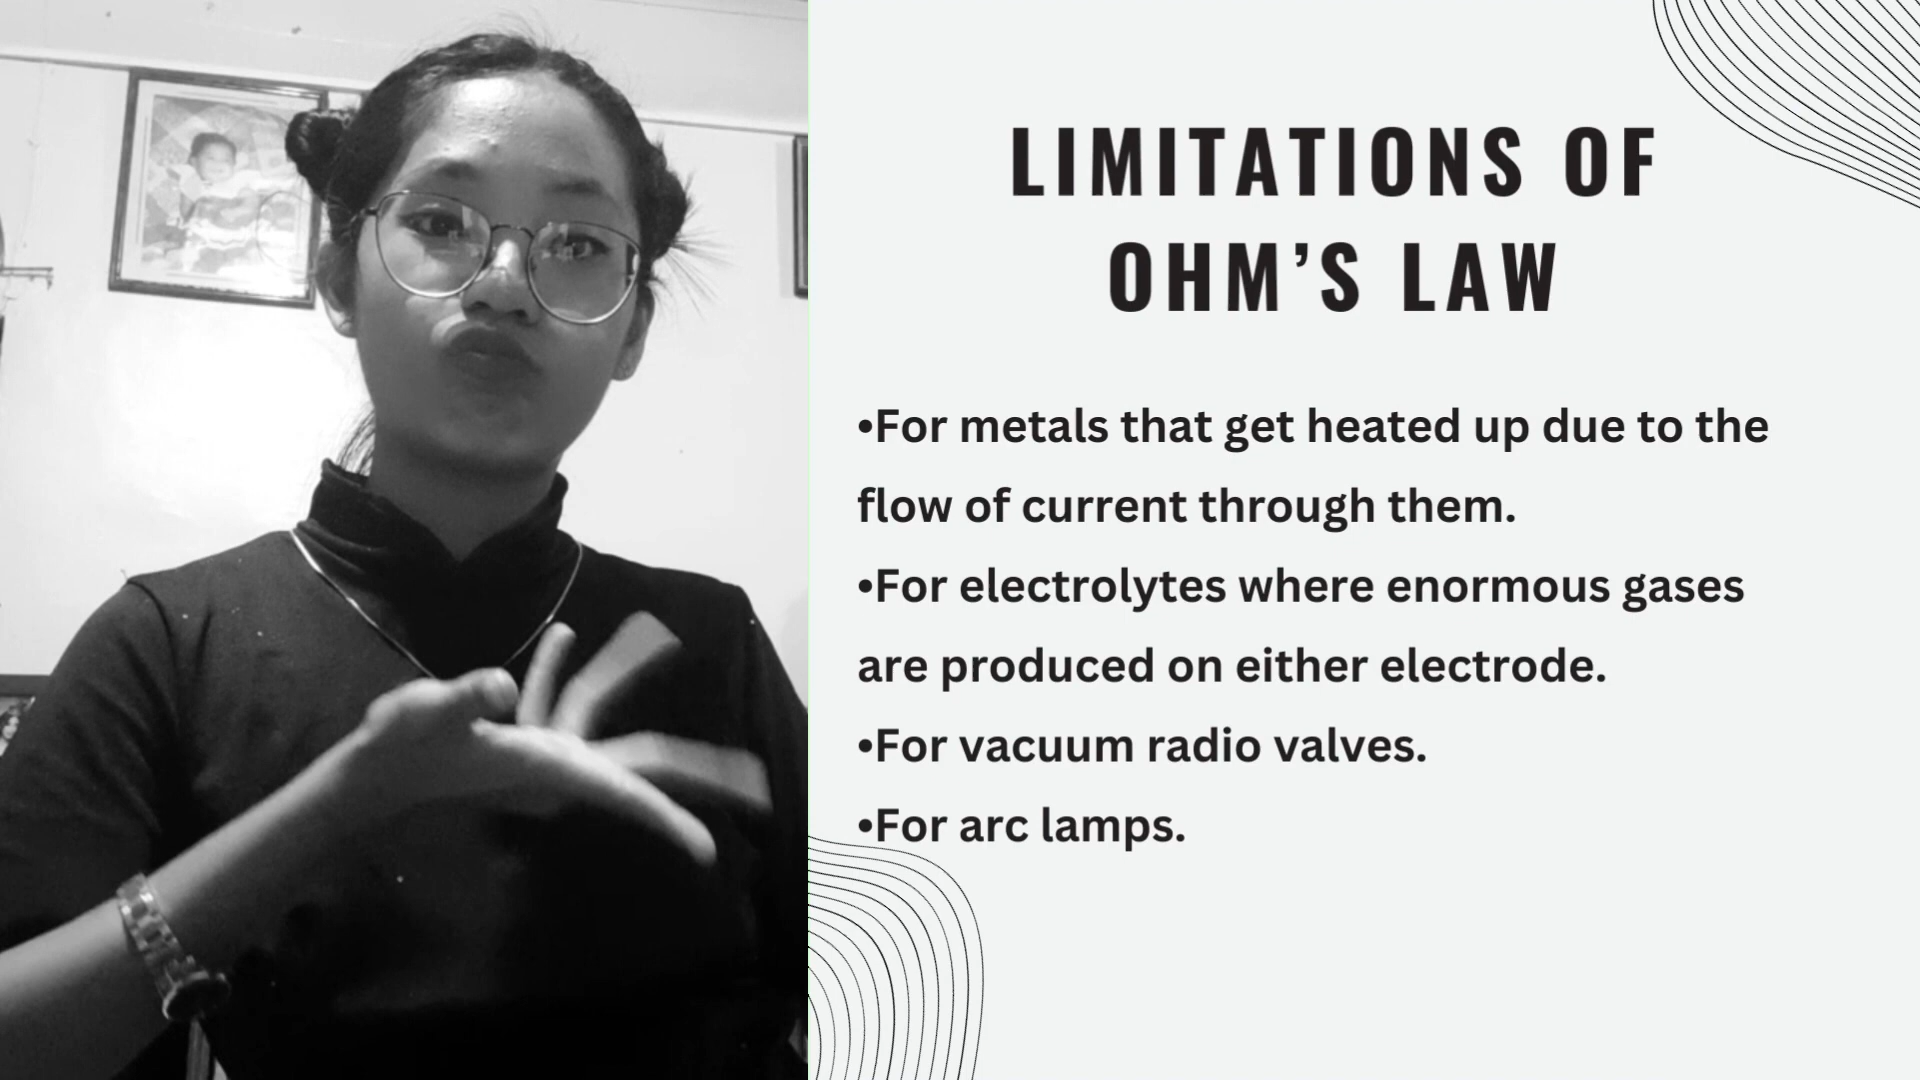 LIMITATIONS OF
OHM’S LAW
•For metals that get heated up due to the
flow of current through them.
•For electrolytes where enormous gases
are produced on either electrode.
•For vacuum radio valves.
•For arc lamps.